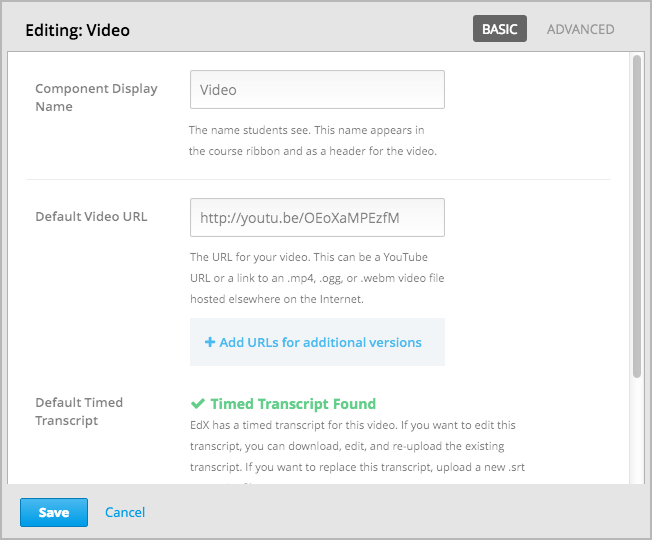 Editing: Video
BASIC
ADVANCED
Component Display
Name
Video
The name students see. This name appears in
the course ribbon and as a header for the video.
Default Video URL
http://youtu.be/OEoXaMPEzfM
The URL for your video. This can be a YouTube
URL or a link to an .mp4, .ogg, or .webm video file
hosted elsewhere on the Internet.
+ Add URLs for additional versions
Default Timed
Transcript
✔ Timed Transcript Found
EdX has a timed transcript for this video. If you want to edit this
transcript, you can download, edit, and re-upload the existing
transcript. If you want to replace this transcript, upload a new .srt
Save
Cancel